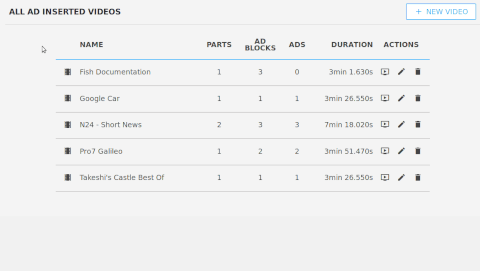 ALL AD INSERTED VIDEOS
+ NEW VIDEO
NAME PARTS AD BLOCKS ADS DURATION ACTIONS
Fish Documentation 1 3 0 3min 1.630s
Google Car 1 1 1 3min 26.550s
N24 - Short News 2 3 3 7min 18.020s
Pro7 Galileo 1 2 2 3min 51.470s
Takeshi's Castle Best Of 1 1 1 3min 26.550s